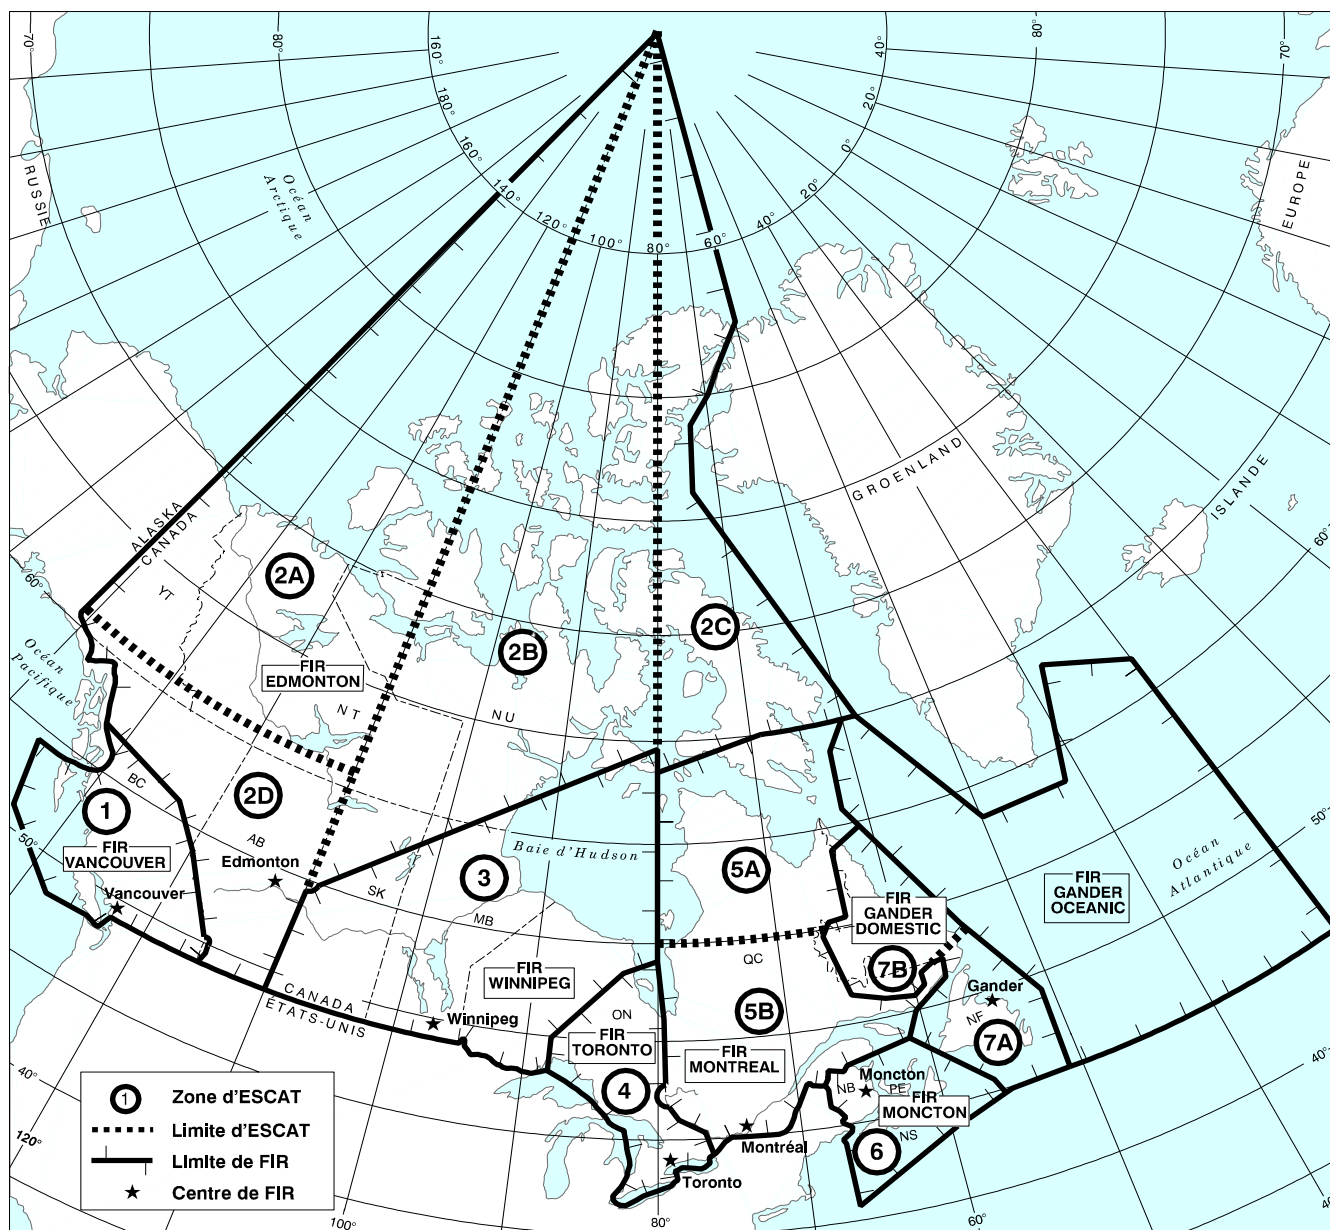 70°
80°
160°
180°
160°
140°
120°
100°
80°
60°
40°
20°
0°
20°
40°
80°
70°
RUSSIE
Océan
Arctique
EUROPE
GROENLAND
ISLANDE
60°
ALASKA
CANADA
60°
YT
2A
2B
2C
Océan
Pacifique
FIR
EDMONTON
NT
NU
BC
2D
1
FIR
VANCOUVER
50°
AB
Edmonton
Vancouver
SK
3
Baie d'Hudson
MB
5A
FIR
GANDER
DOMESTIC
FIR
GANDER
OCEANIC
Océan
Atlantique
50°
QC
7B
FIR
WINNIPEG
CANADA
ÉTATS-UNIS
Winnipeg
ON
FIR
TORONTO
5B
FIR
MONTREAL
Gander
NF
7A
40°
4
Moncton
NB
PE
FIR
MONCTON
NS
6
Montréal
Toronto
40°
120°
100°
80°
60°
40°
1 Zone d'ESCAT
Limite d'ESCAT
Limite de FIR
Centre de FIR